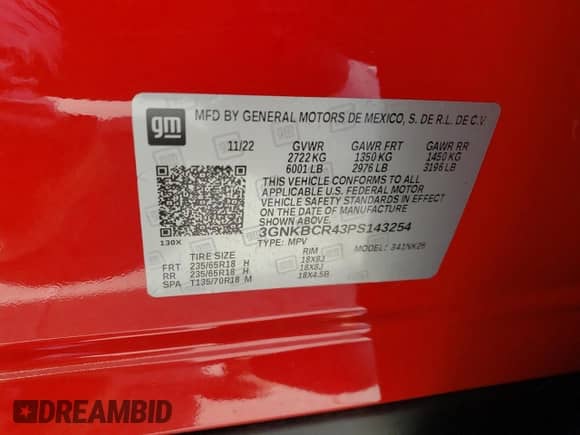 gm
MFD BY GENERAL MOTORS DE MEXICO, S. DE R.L. DE C.V.
11/22 GVWR GAWR FRT GAWR RR
2722 KG 1350 KG 1450 KG
6001 LB 2976 LB 3196 LB
THIS VEHICLE CONFORMS TO ALL
APPLICABLE U.S. FEDERAL MOTOR
VEHICLE SAFETY AND THEFT PREVENTION
STANDARDS IN EFFECT ON THE DATE OF
MANUFACTURE
SHOWN ABOVE.
3GNKBCR43PS143254
TYPE: MPV MODEL: 341NK26
130X
TIRE SIZE RIM
FRT 235/65R18 H 18X8J
RR 235/65R18 H 18X8J
SPA T135/70R18 M 18X4.5B
DREAMBID